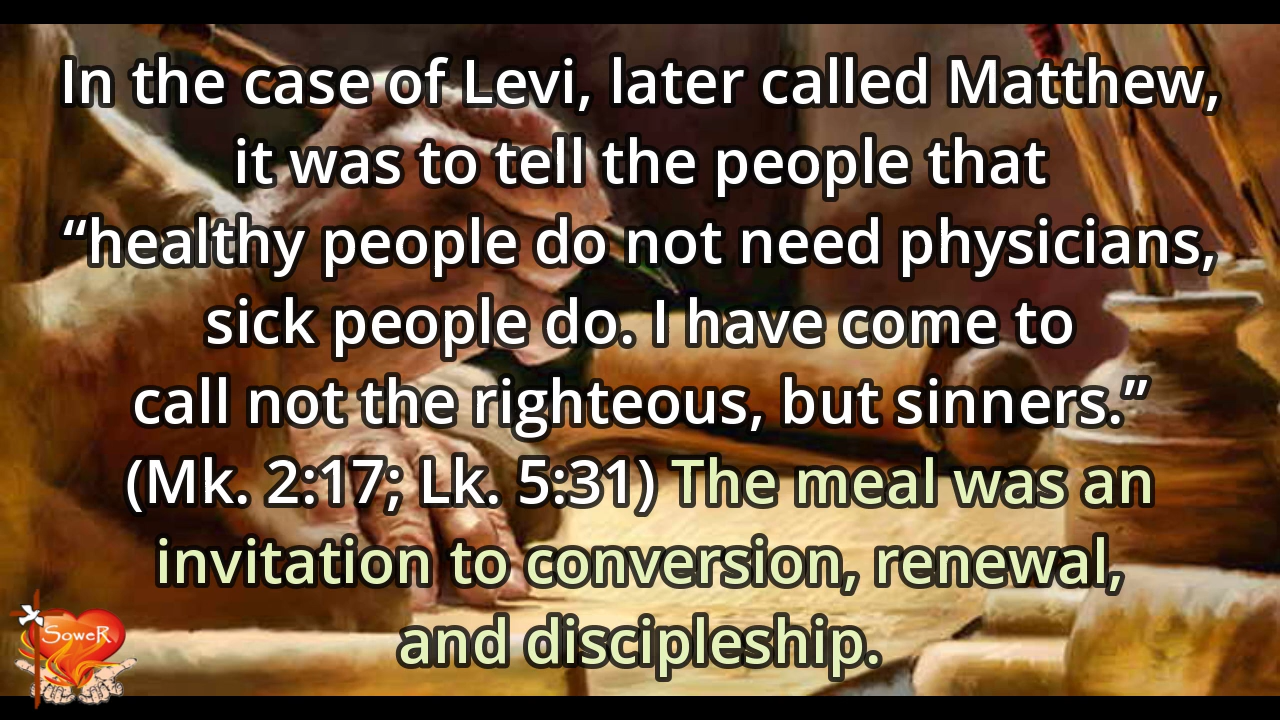 In the case of Levi, later called Matthew,
it was to tell the people that
“healthy people do not need physicians,
sick people do. I have come to
call not the righteous, but sinners.”
(Mk. 2:17; Lk. 5:31) The meal was an
invitation to conversion, renewal,
and discipleship.
SoweR